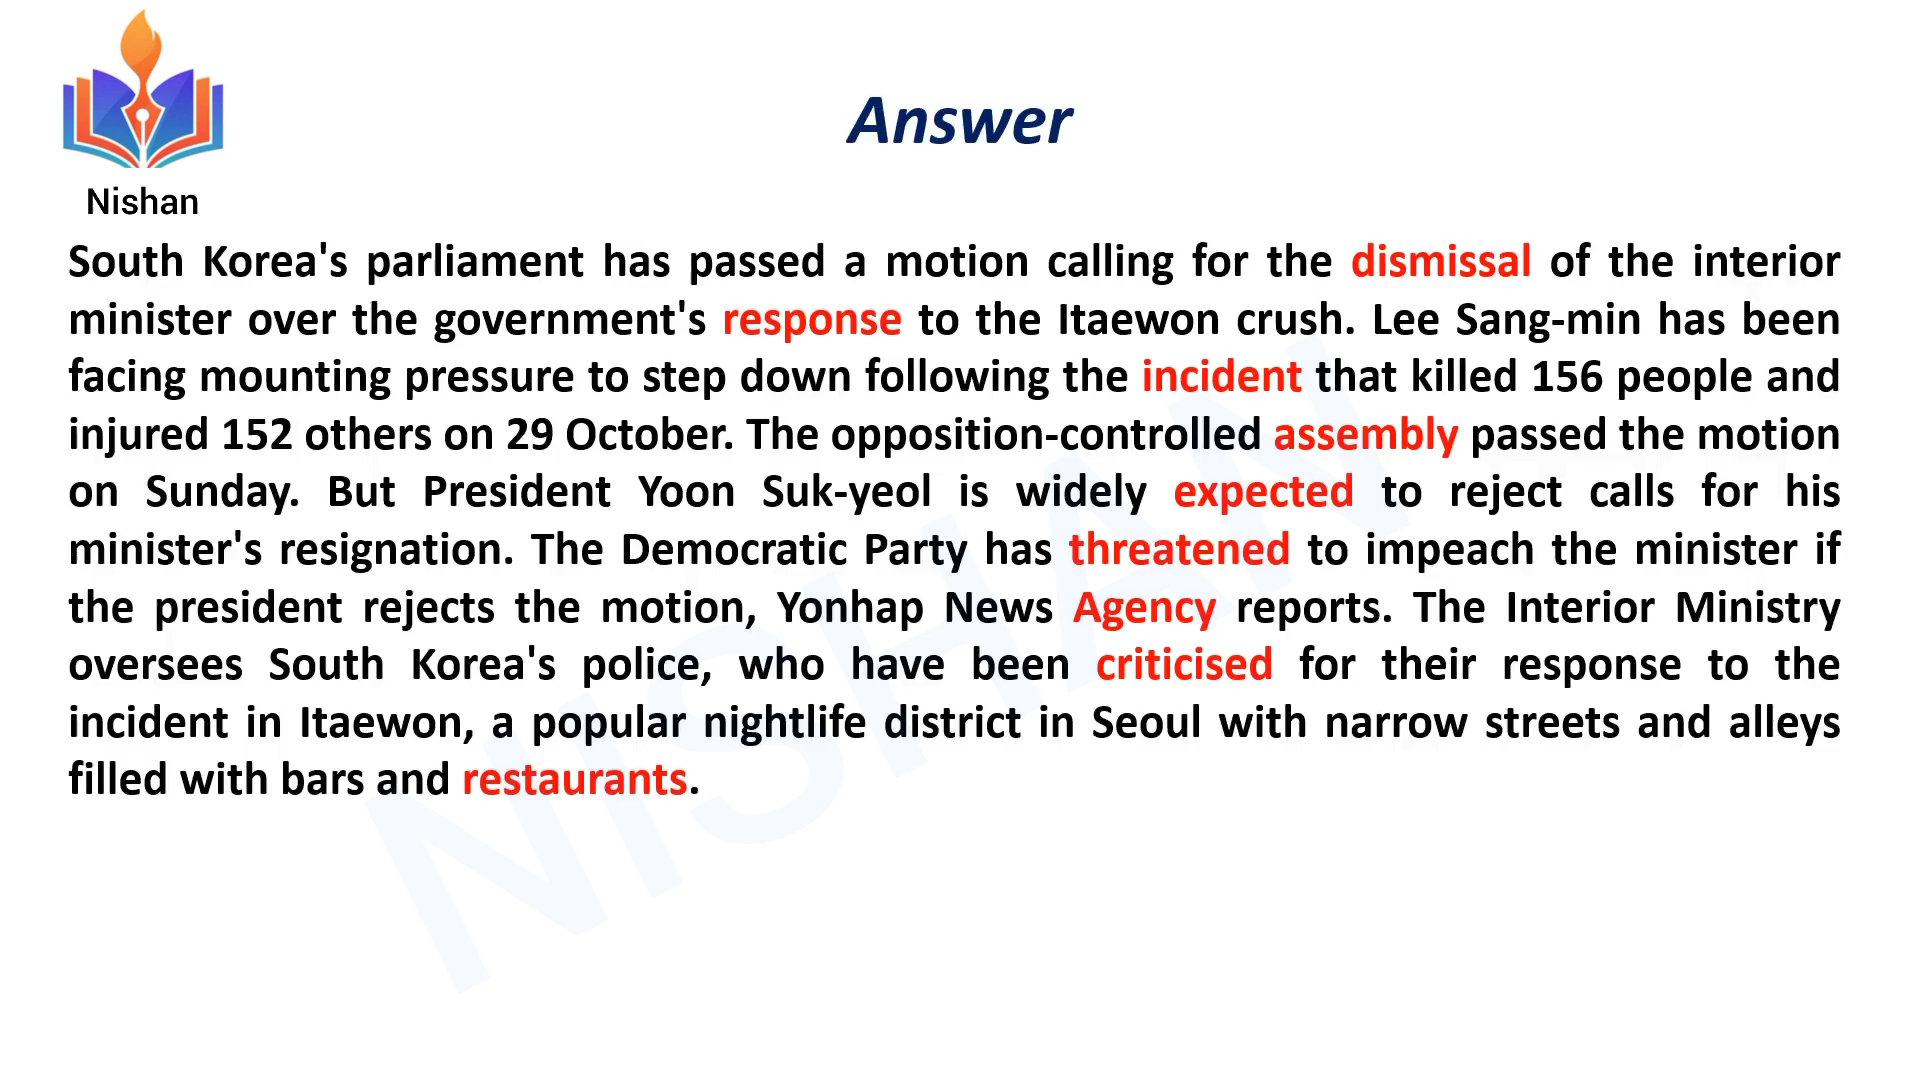 Answer
Nishan
South Korea's parliament has passed a motion calling for the dismissal of the interior
minister over the government's response to the Itaewon crush. Lee Sang-min has been
facing mounting pressure to step down following the incident that killed 156 people and
injured 152 others on 29 October. The opposition-controlled assembly passed the motion
on Sunday. But President Yoon Suk-yeol is widely expected to reject calls for his
minister's resignation. The Democratic Party has threatened to impeach the minister if
the president rejects the motion, Yonhap News Agency reports. The Interior Ministry
oversees South Korea's police, who have been criticised for their response to the
incident in Itaewon, a popular nightlife district in Seoul with narrow streets and alleys
filled with bars and restaurants.
NISHAN